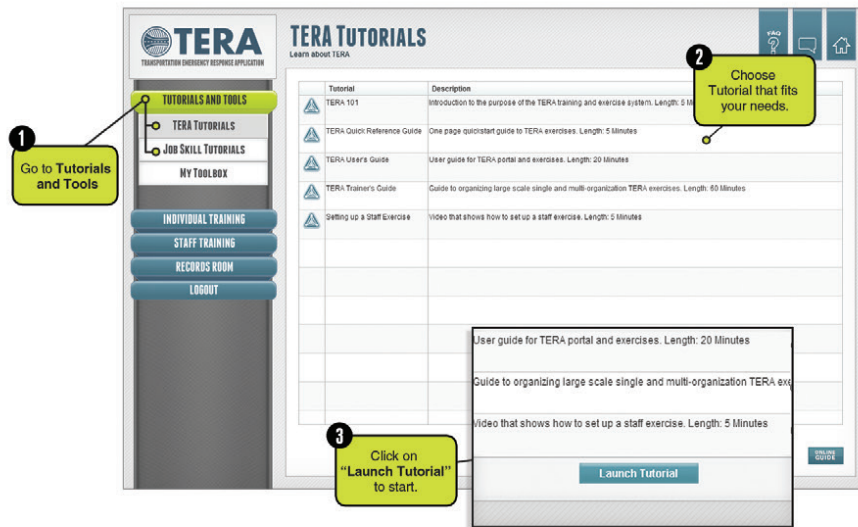 TERA
TRANSPORTATION EMERGENCY RESPONSE APPLICATION
TERA TUTORIALS
Learn about TERA
FAQ
?
1
Go to Tutorials
and Tools
TUTORIALS AND TOOLS
TERA TUTORIALS
JOB SKILL TUTORIALS
MY TOOLBOX
INDIVIDUAL TRAINING
STAFF TRAINING
RECORDS ROOM
LOGOUT
2
Choose
Tutorial that fits
your needs.
Tutorial Description
TERA 101 Introduction to the purpose of the TERA training and exercise system. Length: 5 M
TERA Quick Reference Guide One page quickstart guide to TERA exercises. Length: 5 Minutes
TERA User's Guide User guide for TERA portal and exercises. Length: 20 Minutes
TERA Trainer's Guide Guide to organizing large scale single and multi-organization TERA exercises. Length: 60 Minutes
Setting up a Staff Exercise Video that shows how to set up a staff exercise. Length: 5 Minutes
User guide for TERA portal and exercises. Length: 20 Minutes
Guide to organizing large scale single and multi-organization TERA exe
Video that shows how to set up a staff exercise. Length: 5 Minutes
3
Click on
“Launch Tutorial”
to start.
Launch Tutorial
ONLINE
GUIDE